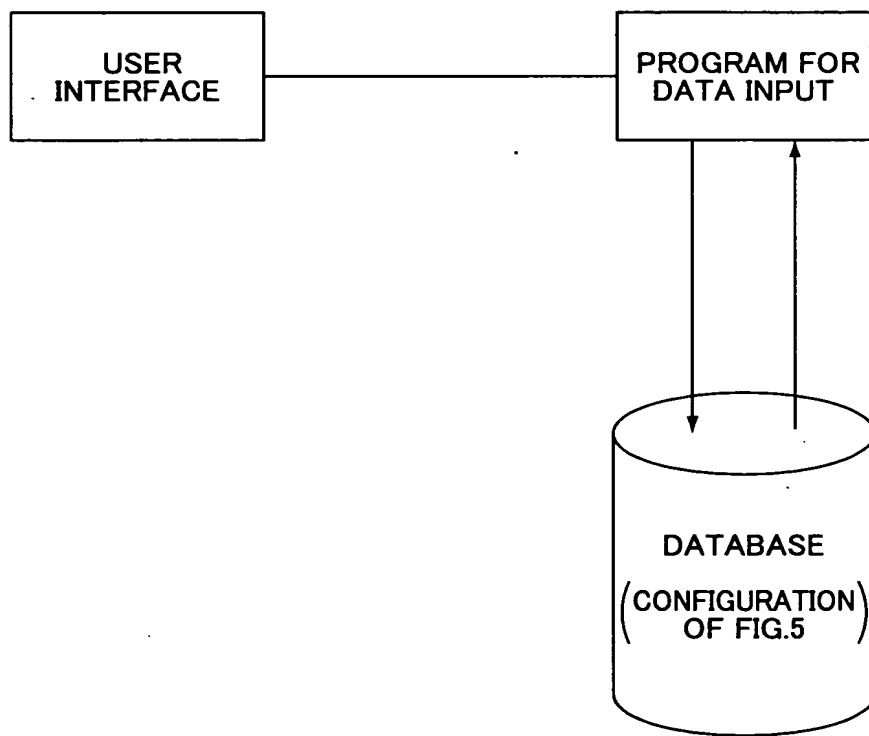 USER
INTERFACE
PROGRAM FOR
DATA INPUT
DATABASE
(CONFIGURATION
OF FIG.5)